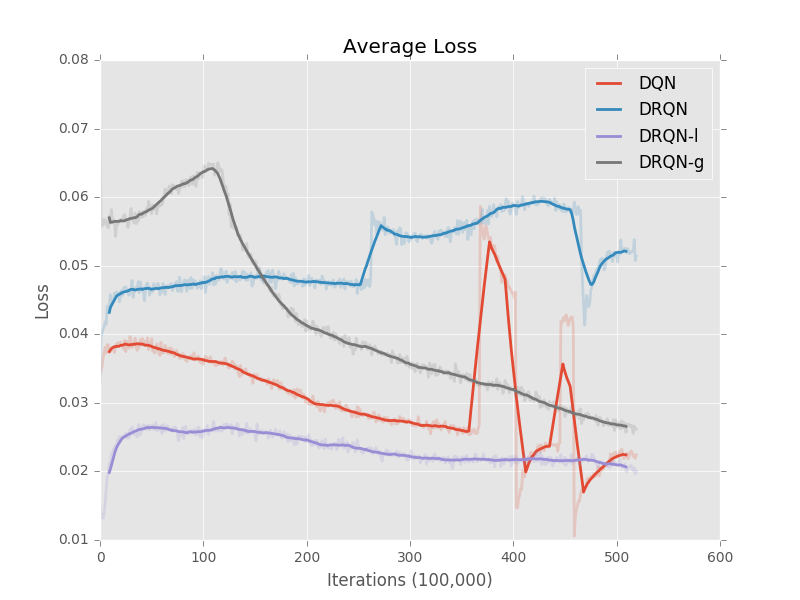 Average Loss
0.08
0.07
0.06
0.05
0.04
0.03
0.02
0.01
Loss
DQN
DRQN
DRQN-l
DRQN-g
0 100 200 300 400 500 600
Iterations (100,000)